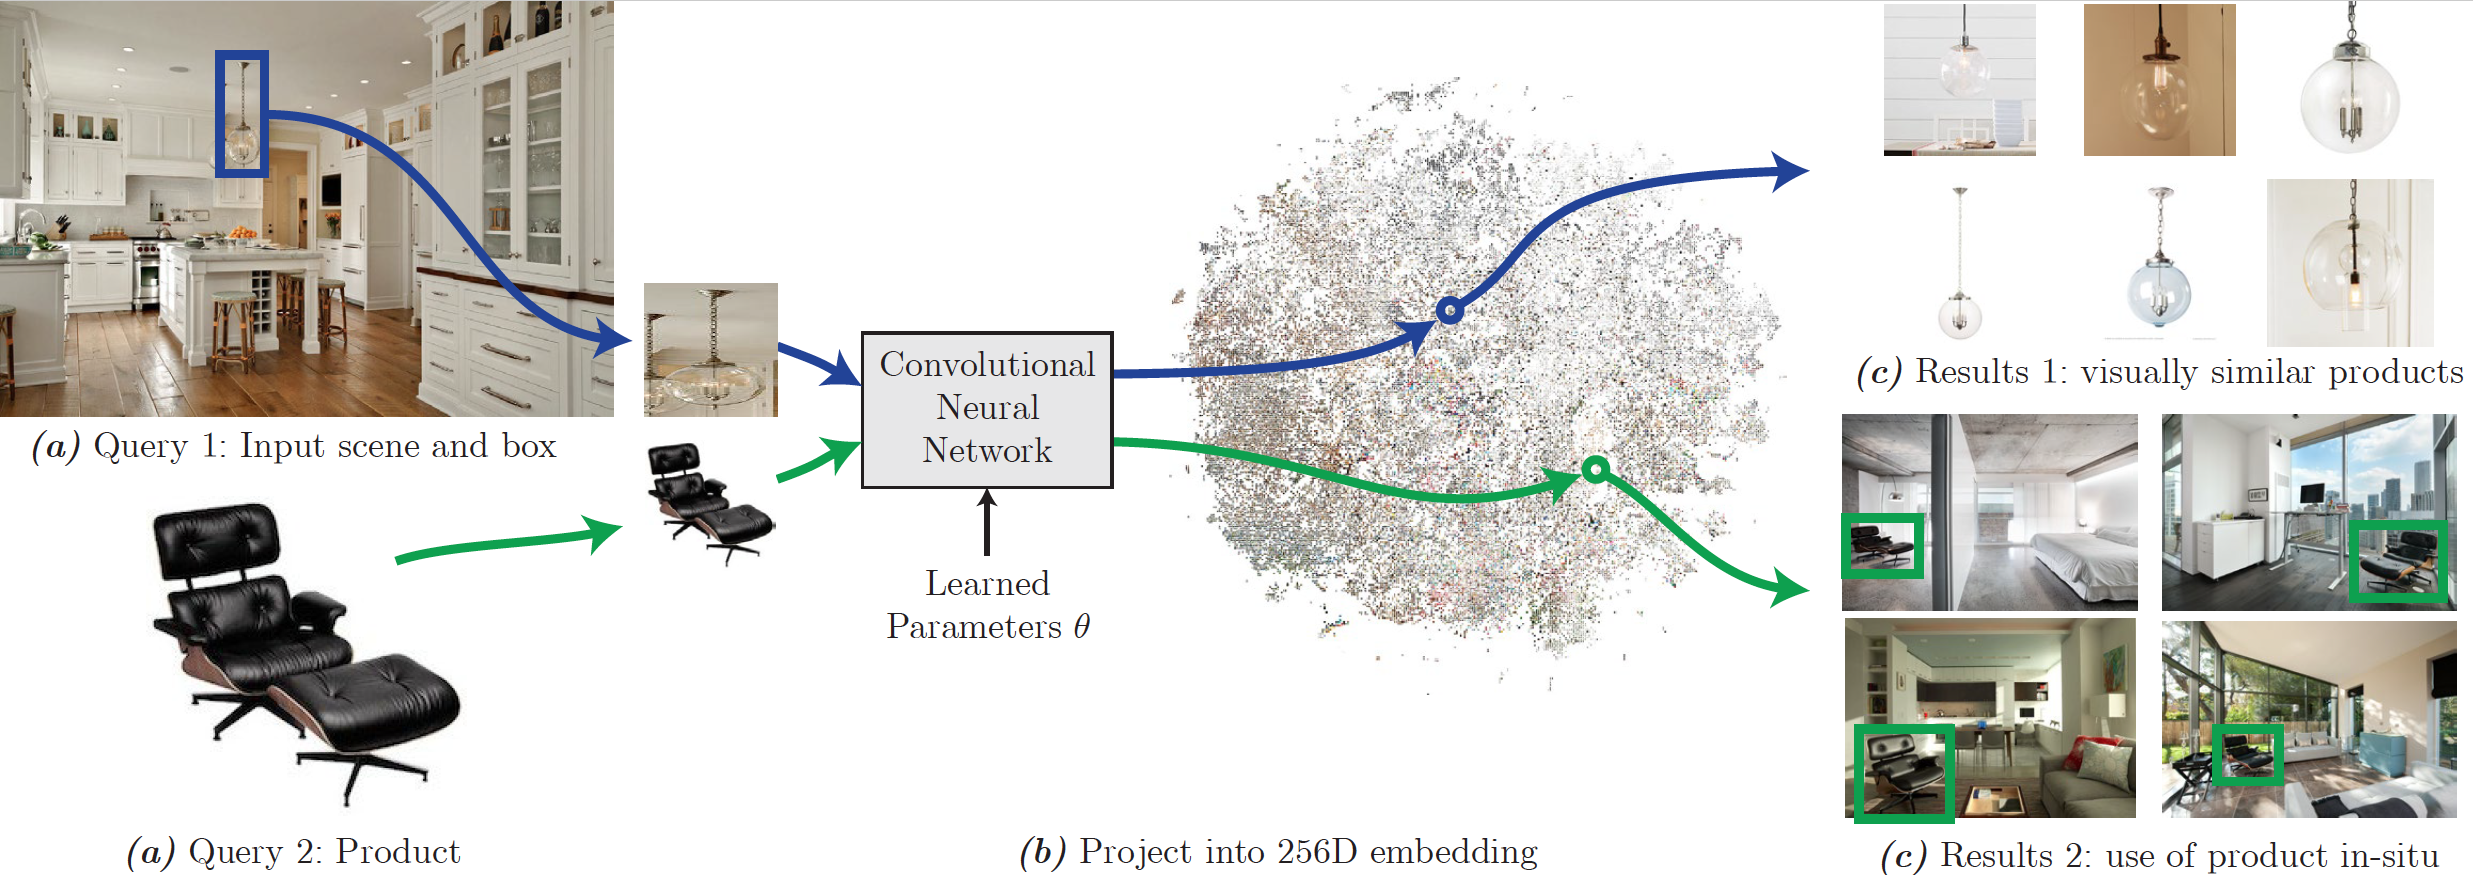 (a) Query 1: Input scene and box
(a) Query 2: Product
Convolutional
Neural
Network
Learned
Parameters θ
(b) Project into 256D embedding
(c) Results 1: visually similar products
(c) Results 2: use of product in-situ